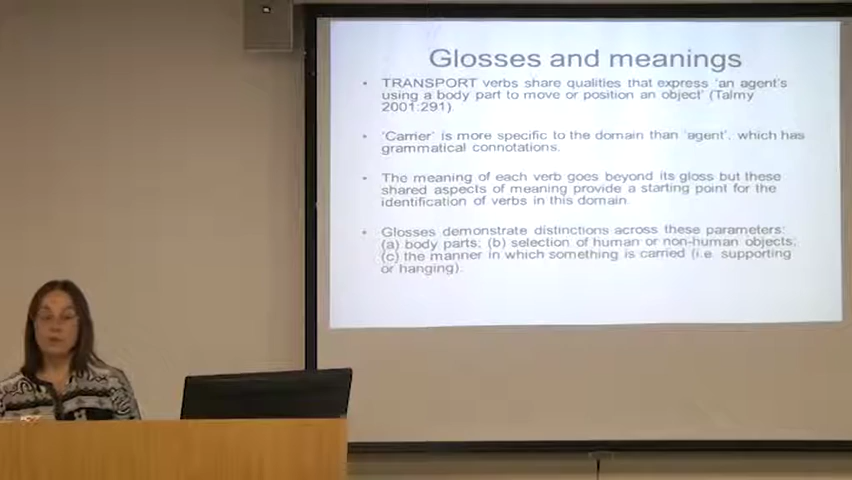 Glosses and meanings
• TRANSPORT verbs share qualities that express 'an agent's
using a body part to move or position an object' (Talmy
2001:291).
• 'Carrier' is more specific to the domain than 'agent', which has
grammatical connotations.
• The meaning of each verb goes beyond its gloss but these
shared aspects of meaning provide a starting point for the
identification of verbs in this domain.
• Glosses demonstrate distinctions across these parameters:
(a) body parts; (b) selection of human or non-human objects;
(c) the manner in which something is carried (i.e. supporting
or hanging).